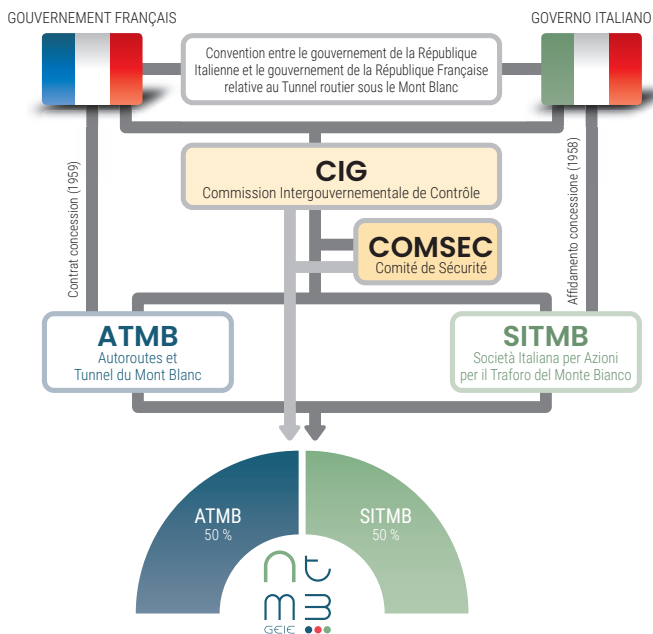 GOUVERNEMENT FRANÇAIS
GOVERNO ITALIANO
Convention entre le gouvernement de la République
Italienne et le gouvernement de la République Française
relative au Tunnel routier sous le Mont Blanc
CIG
Commission Intergouvernementale de Contrôle
COMSEC
Comité de Sécurité
Contrat concession (1959)
Affidamento concessione (1958)
ATMB
Autoroutes et
Tunnel du Mont Blanc
SITMB
Società Italiana per Azioni
per il Traforo del Monte Bianco
ATMB
50 %
SITMB
50 %
tmb
GEIE